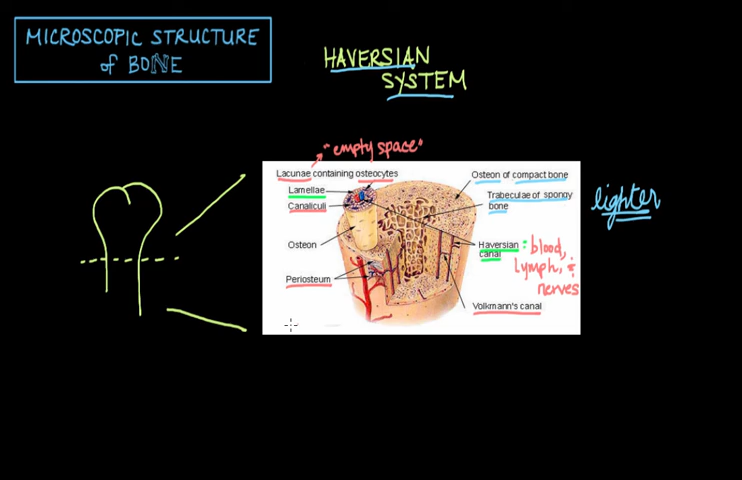 MICROSCOPIC STRUCTURE
of BONE
HAVERSIAN
SYSTEM
"empty space"
Lacunae containing osteocytes
Lamellae
Canaliculi
Osteon
Periosteum
Osteon of compact bone
Trabeculae of spongy
bone
Haversian
canal
: blood,
lymph, &
nerves
Volkmann's canal
lighter